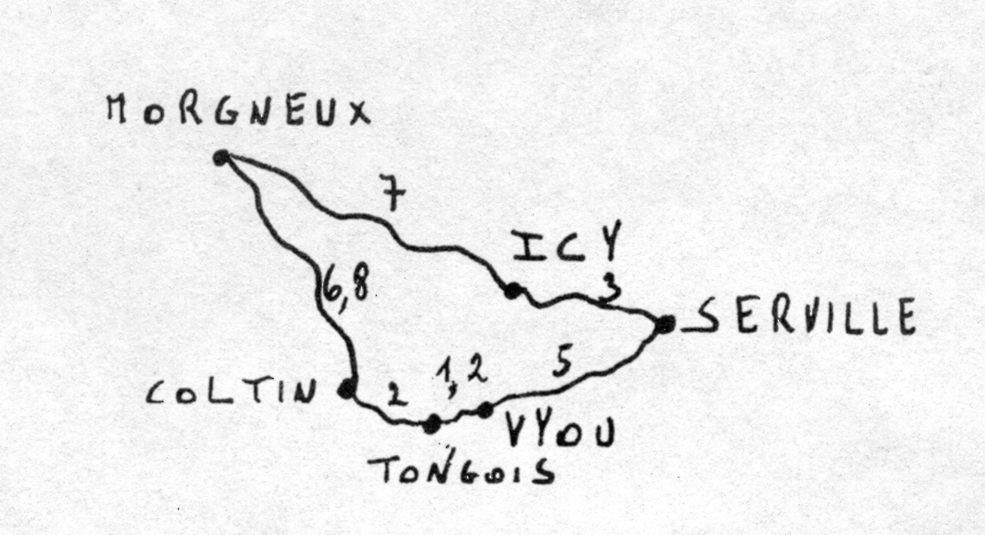 MORGNEUX
7
ICY
3
SERVILLE
6,8
5
1,2
COLTIN
2
VYOU
TONGOIS